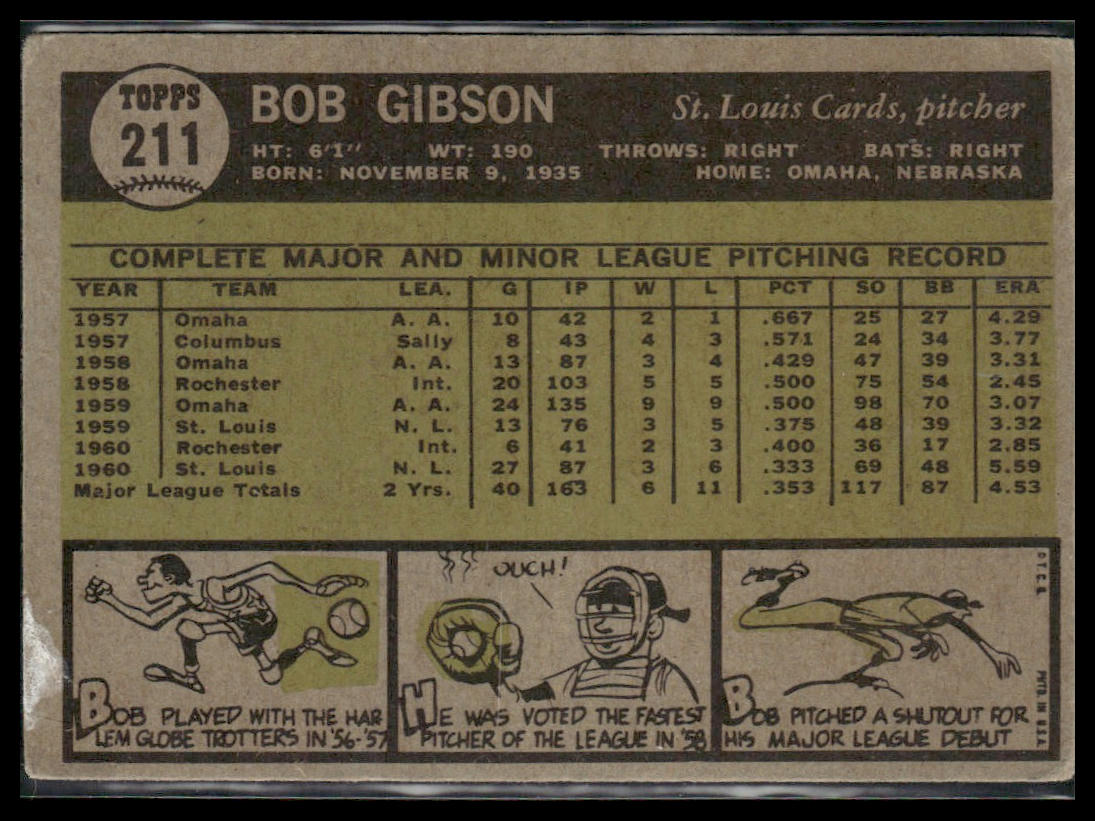 TOPPS
211
BOB GIBSON
St. Louis Cards, pitcher
HT: 6'1" WT: 190 THROWS: RIGHT BATS: RIGHT
BORN: NOVEMBER 9, 1935 HOME: OMAHA, NEBRASKA
COMPLETE MAJOR AND MINOR LEAGUE PITCHING RECORD
YEAR TEAM LEA. G IP W L PCT SO BB ERA
1957 Omaha A. A. 10 42 2 1 .667 25 27 4.29
1957 Columbus Sally 8 43 4 3 .571 24 34 3.77
1958 Omaha A. A. 13 87 3 4 .429 47 39 3.31
1958 Rochester Int. 20 103 5 5 .500 75 54 2.45
1959 Omaha A. A. 24 135 9 9 .500 98 70 3.07
1959 St. Louis N. L. 13 76 3 5 .375 48 39 3.32
1960 Rochester Int. 6 41 2 3 .400 36 17 2.85
1960 St. Louis N. L. 27 87 3 6 .333 69 48 5.59
Major League Totals 2 Yrs. 40 163 6 11 .353 117 87 4.53
BOB PLAYED WITH THE HAR
LEM GLOBE TROTTERS IN '56-'57
OUCH!
HE WAS VOTED THE FASTEST
PITCHER OF THE LEAGUE IN '58
BOB PITCHED A SHUTOUT FOR
HIS MAJOR LEAGUE DEBUT
©T.C.G. PRTD. IN U.S.A.